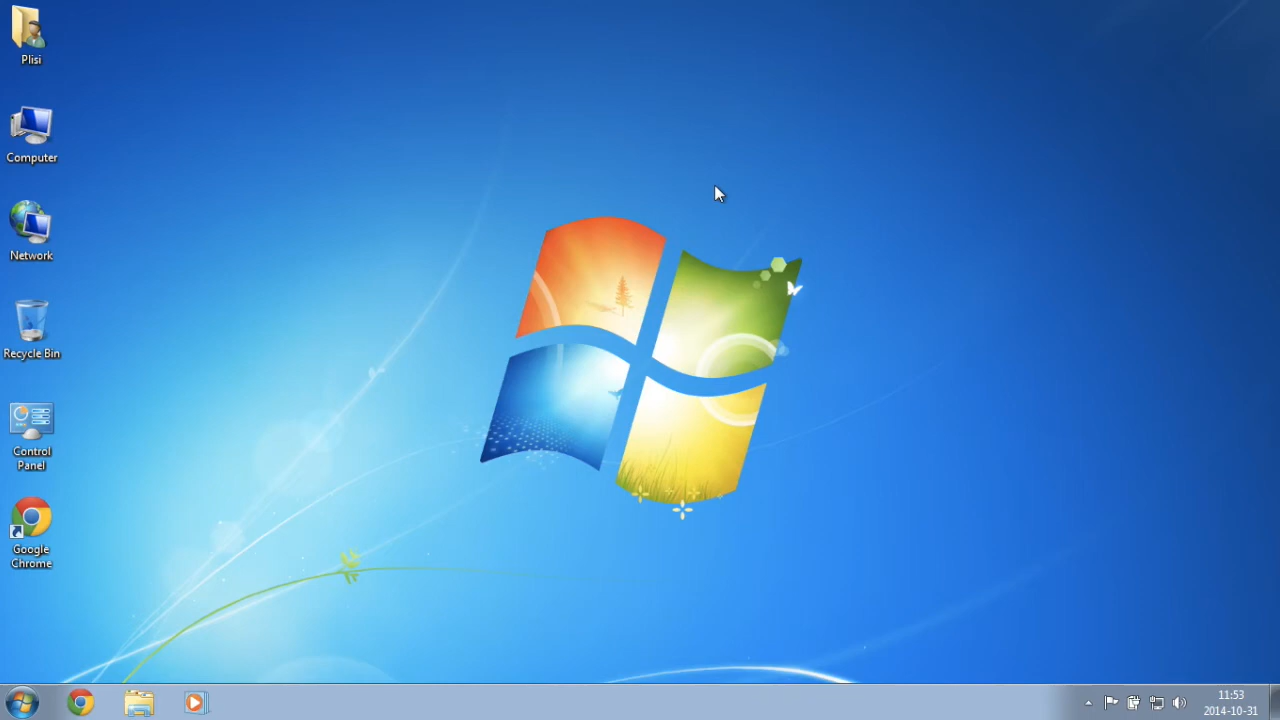 Plisi
Computer
Network
Recycle Bin
Control
Panel
Google
Chrome
11:53
2014-10-31